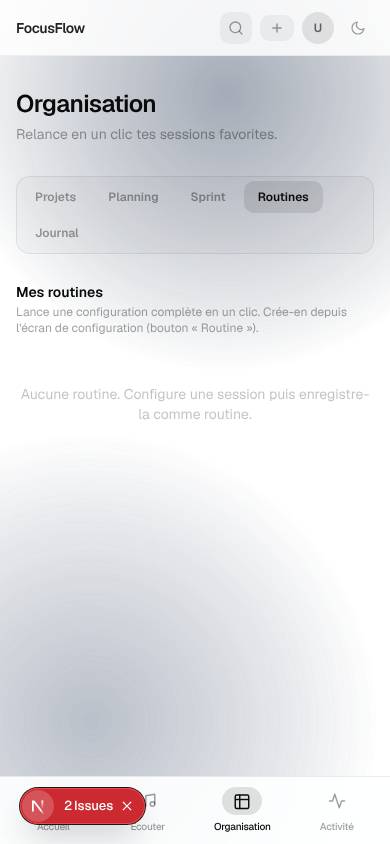 FocusFlow
U
Organisation
Relance en un clic tes sessions favorites.
Projets
Planning
Sprint
Routines
Journal
Mes routines
Lance une configuration complète en un clic. Crée-en depuis
l'écran de configuration (bouton « Routine »).
Aucune routine. Configure une session puis enregistre-
la comme routine.
N
2 Issues
Accueil
Écouter
Organisation
Activité